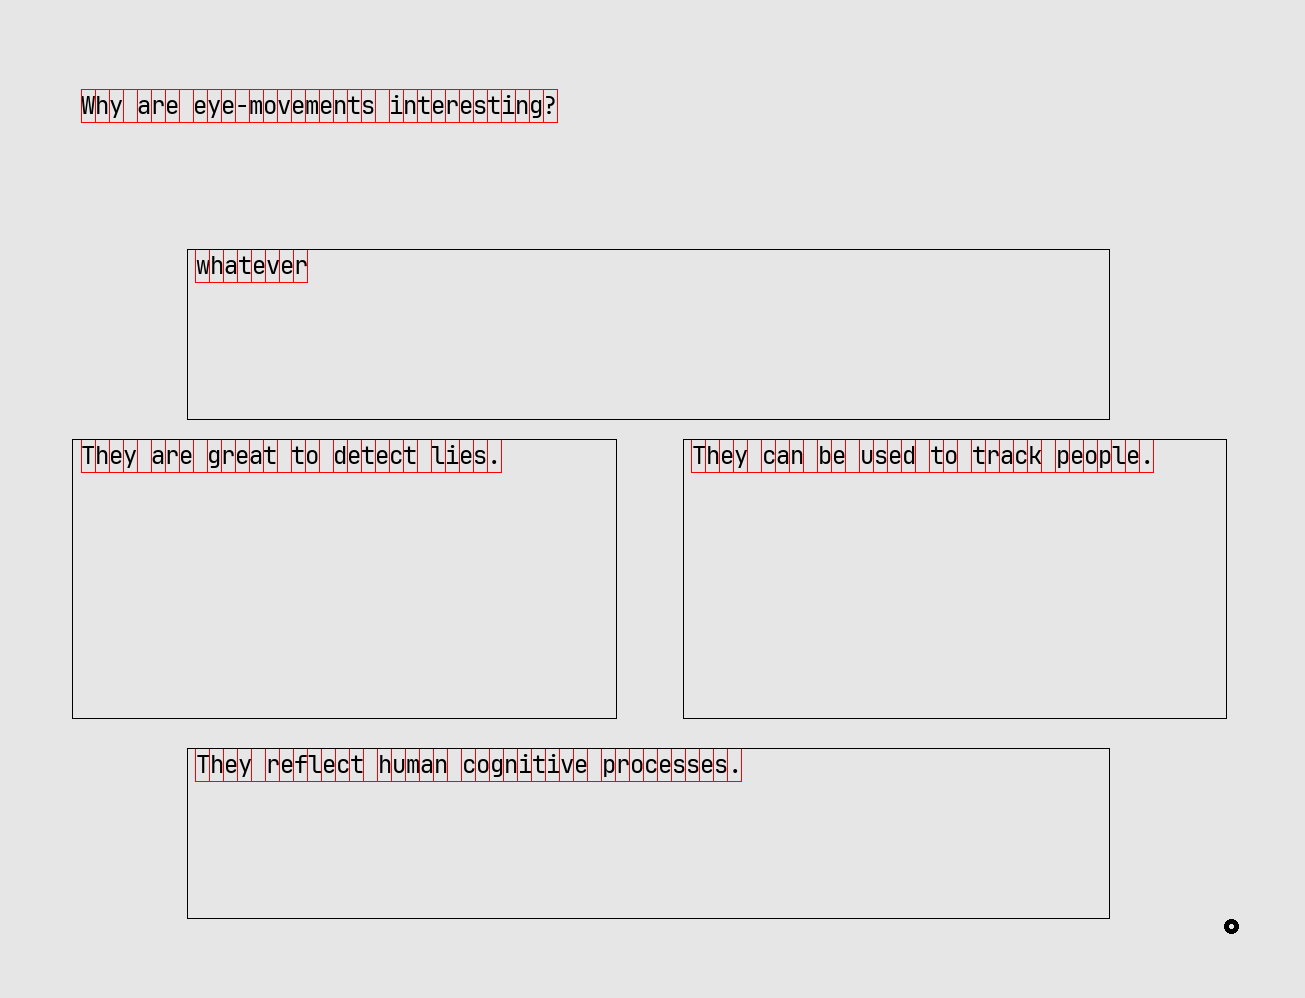 Why are eye-movements interesting?
whatever
They are great to detect lies.
They can be used to track people.
They reflect human cognitive processes.